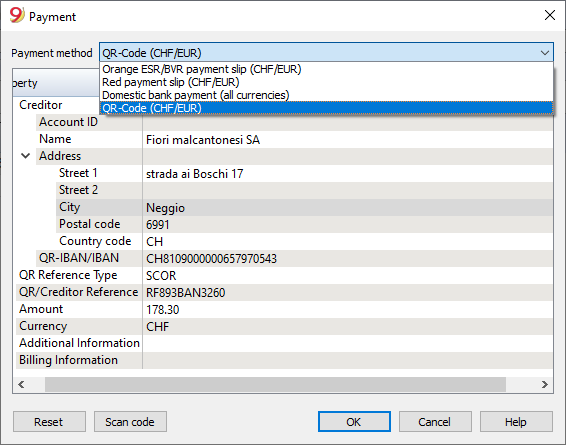 9 Payment
Payment method QR-Code (CHF/EUR)
Orange ESR/BVR payment slip (CHF/EUR)
Red payment slip (CHF/EUR)
Domestic bank payment (all currencies)
QR-Code (CHF/EUR)
perty
Creditor
Account ID
Name Fiori malcantonesi SA
Address
Street 1 strada ai Boschi 17
Street 2
City Neggio
Postal code 6991
Country code CH
QR-IBAN/IBAN CH8109000000657970543
QR Reference Type SCOR
QR/Creditor Reference RF893BAN3260
Amount 178.30
Currency CHF
Additional Information
Billing Information
Reset Scan code OK Cancel Help